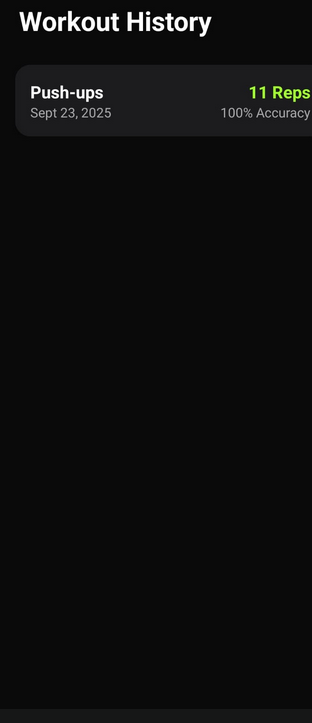 Workout History
Push-ups
11 Reps
Sept 23, 2025
100% Accuracy